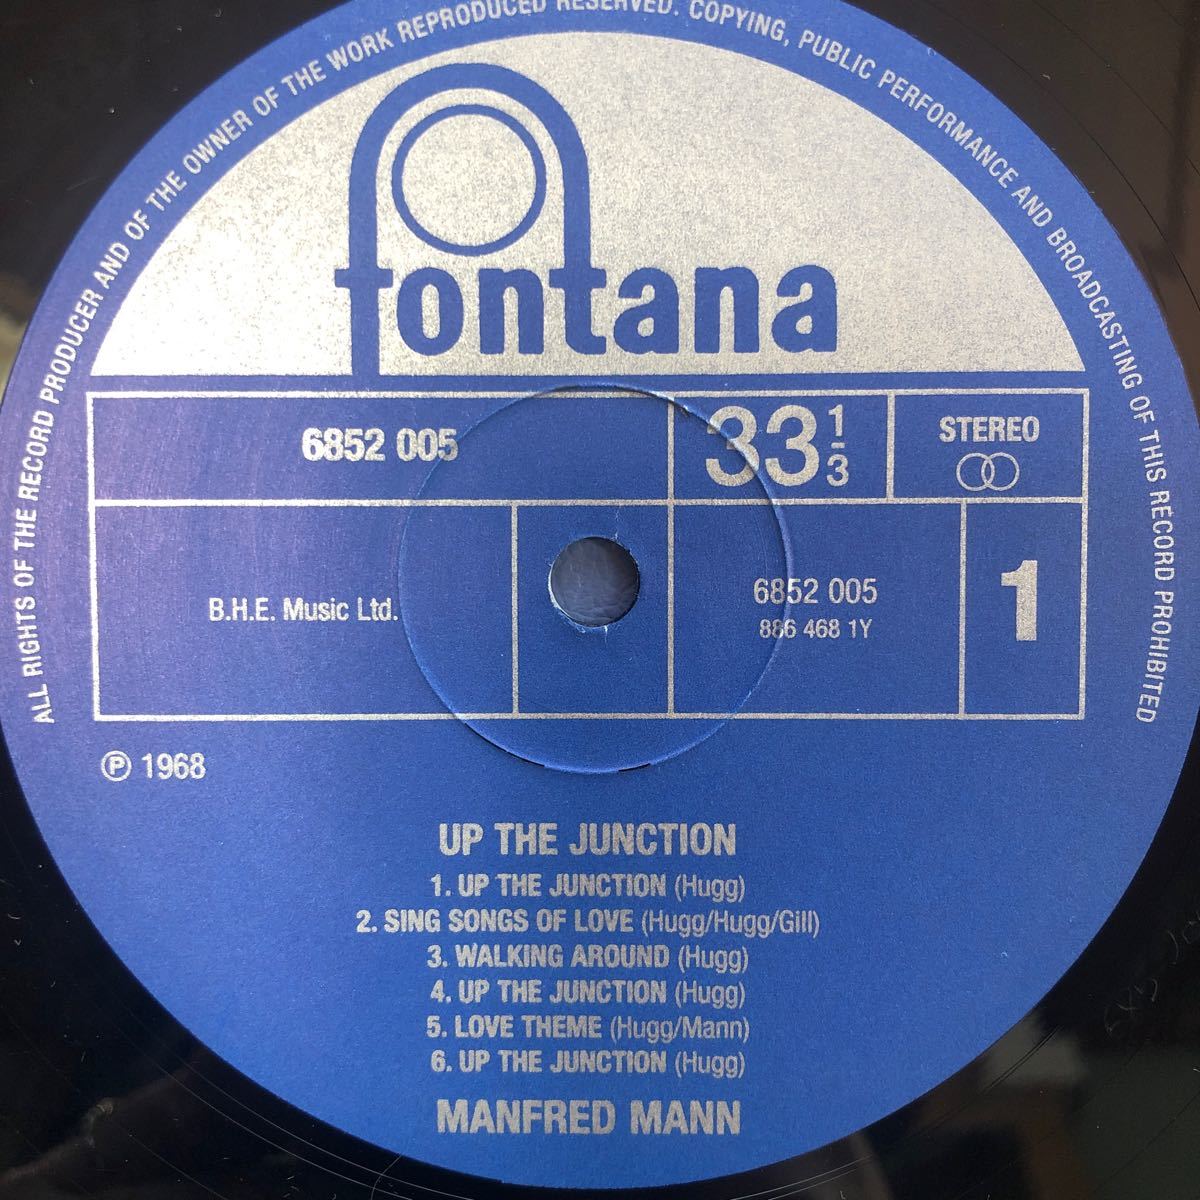 ALL RIGHTS OF THE RECORD PRODUCER AND OF THE OWNER OF THE WORK REPRODUCED RESERVED. COPYING, PUBLIC PERFORMANCE AND BROADCASTING OF THIS RECORD PROHIBITED
fontana
6852 005
33 1/3
STEREO
B.H.E. Music Ltd.
6852 005
886 468 1Y
1
Ⓟ 1968
UP THE JUNCTION
1. UP THE JUNCTION (Hugg)
2. SING SONGS OF LOVE (Hugg/Hugg/Gill)
3. WALKING AROUND (Hugg)
4. UP THE JUNCTION (Hugg)
5. LOVE THEME (Hugg/Mann)
6. UP THE JUNCTION (Hugg)
MANFRED MANN